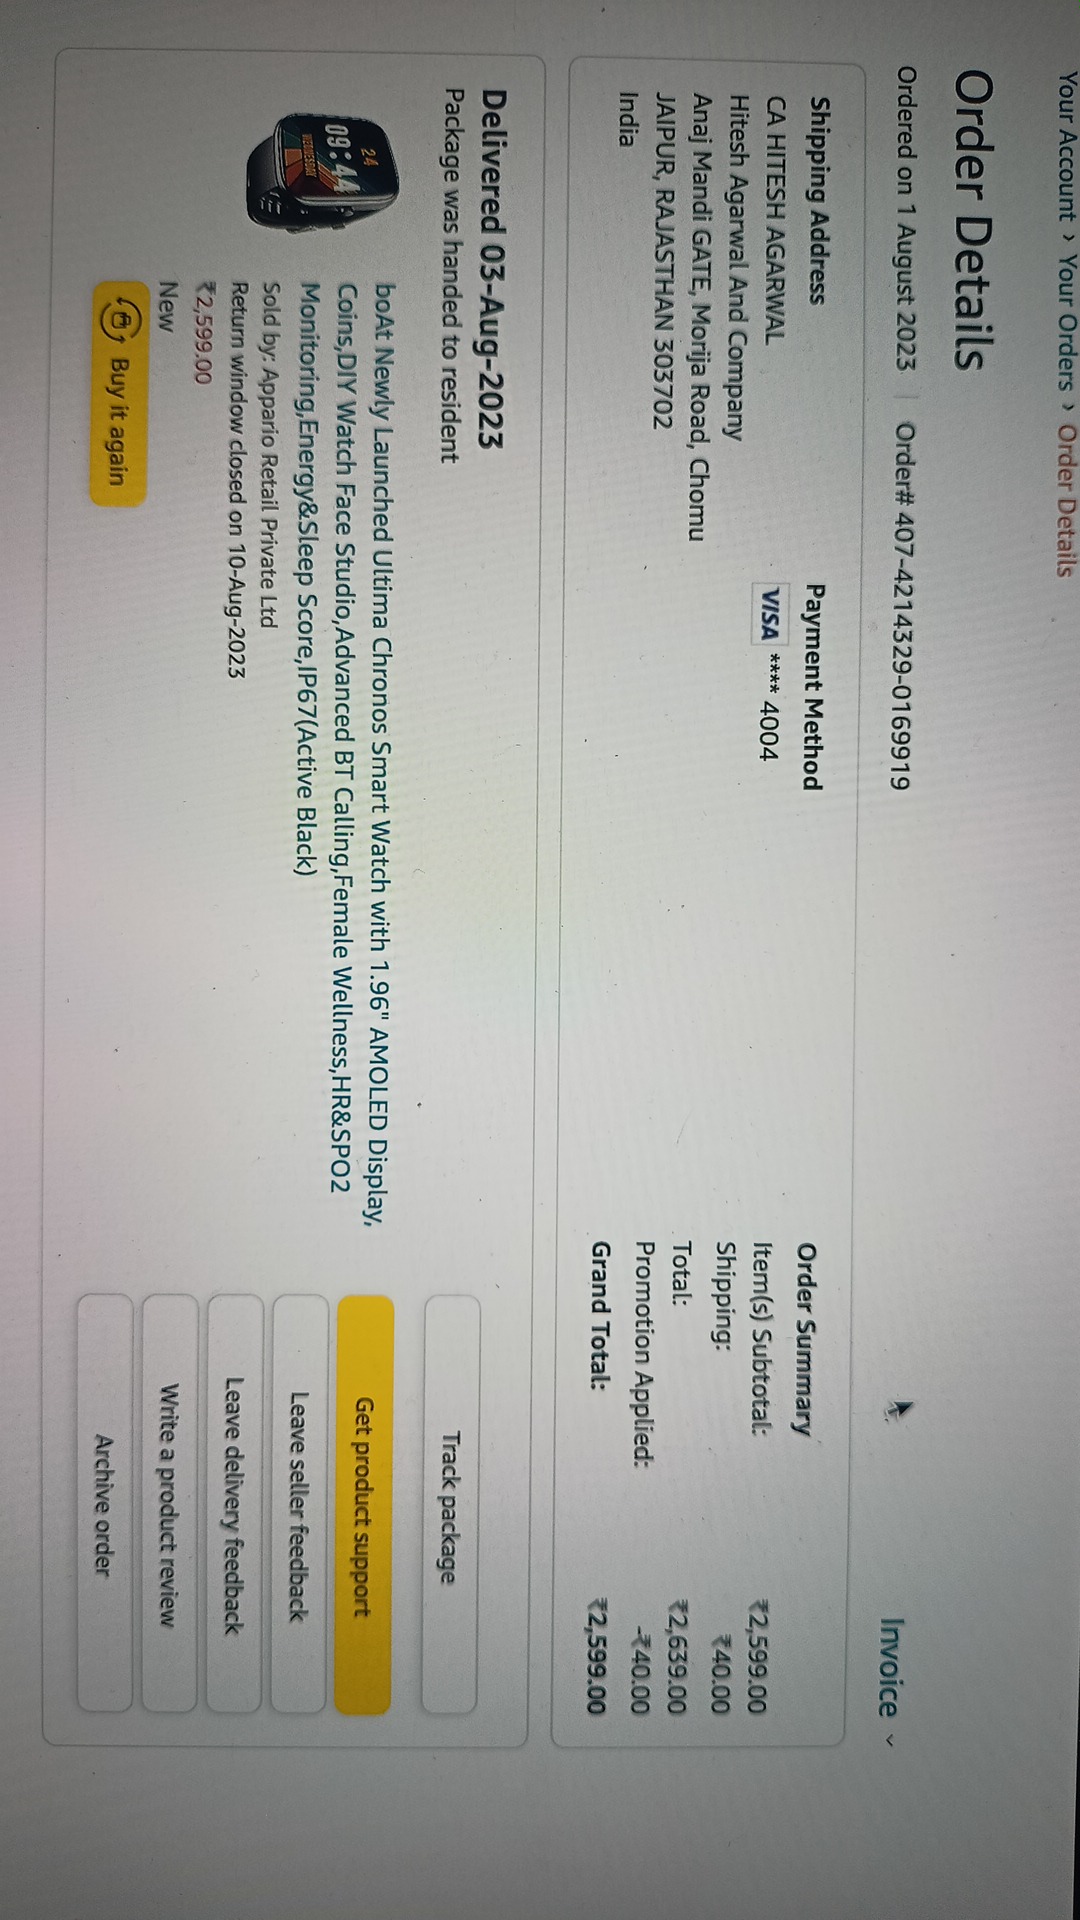 Your Account › Your Orders › Order Details
Order Details
Ordered on 1 August 2023 | Order# 407-4214329-0169919
Invoice
Shipping Address
CA HITESH AGARWAL
Hitesh Agarwal And Company
Anaj Mandi GATE, Morija Road, Chomu
JAIPUR, RAJASTHAN 303702
India
Payment Method
VISA **** 4004
Order Summary
Item(s) Subtotal: ₹2,599.00
Shipping: ₹40.00
Total: ₹2,639.00
Promotion Applied: -₹40.00
Grand Total: ₹2,599.00
Delivered 03-Aug-2023
Package was handed to resident
24
09:44
WEDNESDAY
boAt Newly Launched Ultima Chronos Smart Watch with 1.96" AMOLED Display,
Coins,DIY Watch Face Studio,Advanced BT Calling,Female Wellness,HR&SPO2
Monitoring,Energy&Sleep Score,IP67(Active Black)
Sold by: Appario Retail Private Ltd
Return window closed on 10-Aug-2023
₹2,599.00
New
Buy it again
Track package
Get product support
Leave seller feedback
Leave delivery feedback
Write a product review
Archive order